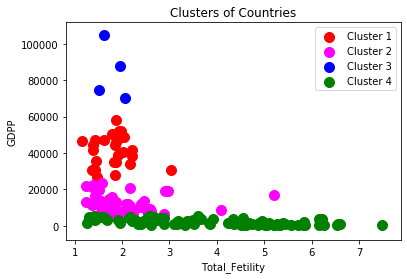 Clusters of Countries
Cluster 1
Cluster 2
Cluster 3
Cluster 4
GDPP
100000
80000
60000
40000
20000
0
1 2 3 4 5 6 7
Total_Fetility